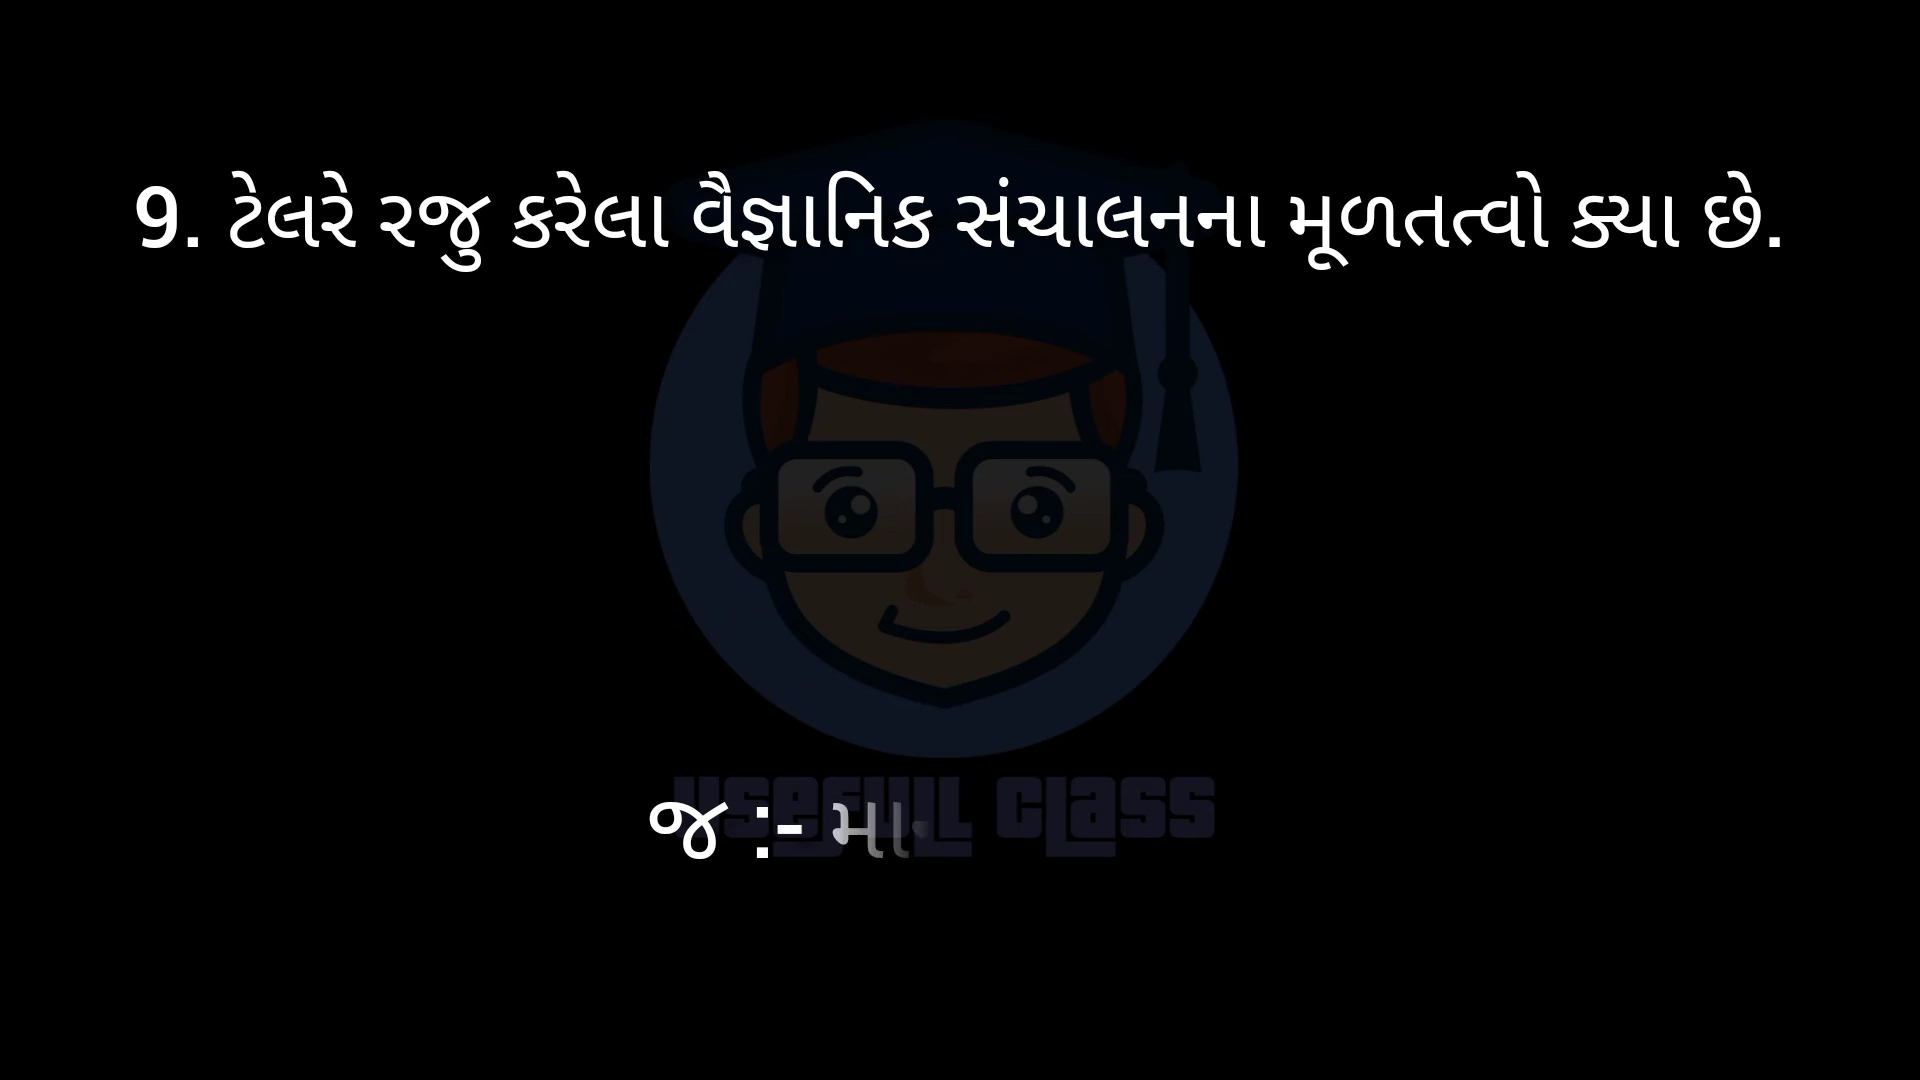 9. ટેલરે રજુ કરેલા વૈજ્ઞાનિક સંચાલનના મૂળતત્વો ક્યા છે.
જ :- મા
USEFULL CLASS